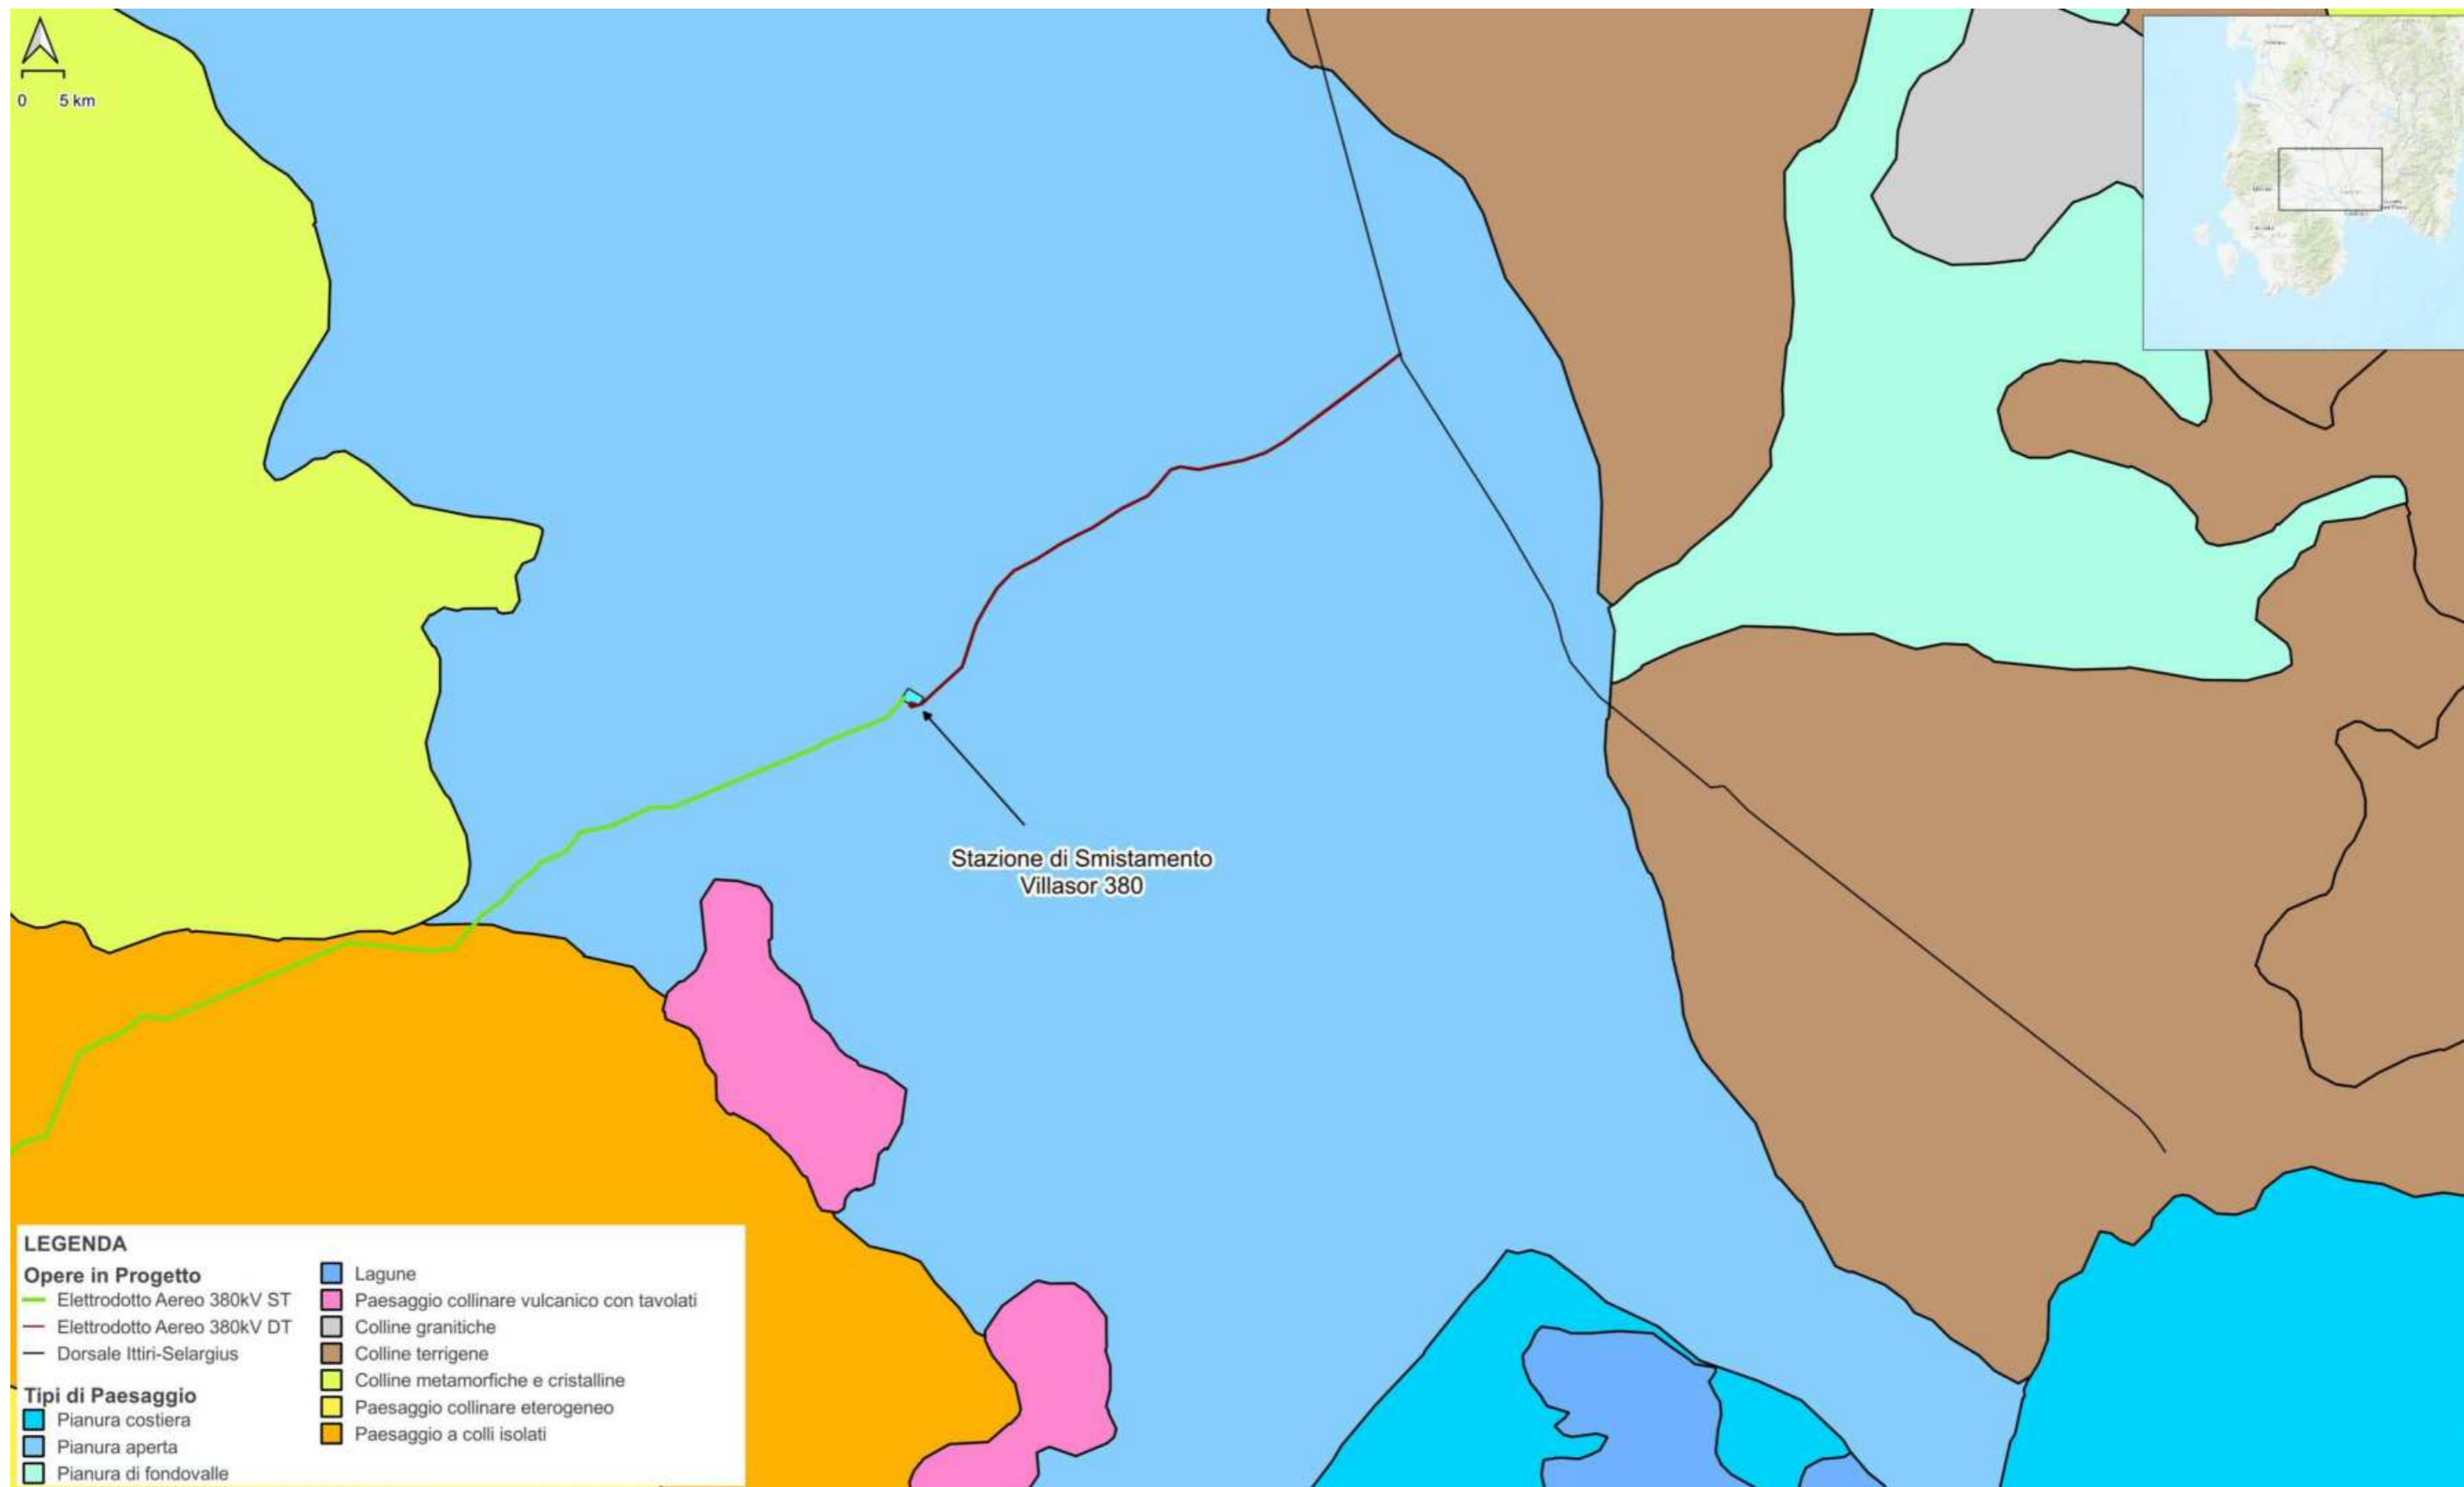 0 5 km
Stazione di Smistamento
Villasor 380
LEGENDA
Opere in Progetto
Elettrodotto Aereo 380kV ST
Elettrodotto Aereo 380kV DT
Dorsale Ittiri-Selargius
Tipi di Paesaggio
Pianura costiera
Pianura aperta
Pianura di fondovalle
Lagune
Paesaggio collinare vulcanico con tavolati
Colline granitiche
Colline terrigene
Colline metamorfiche e cristalline
Paesaggio collinare eterogeneo
Paesaggio a colli isolati